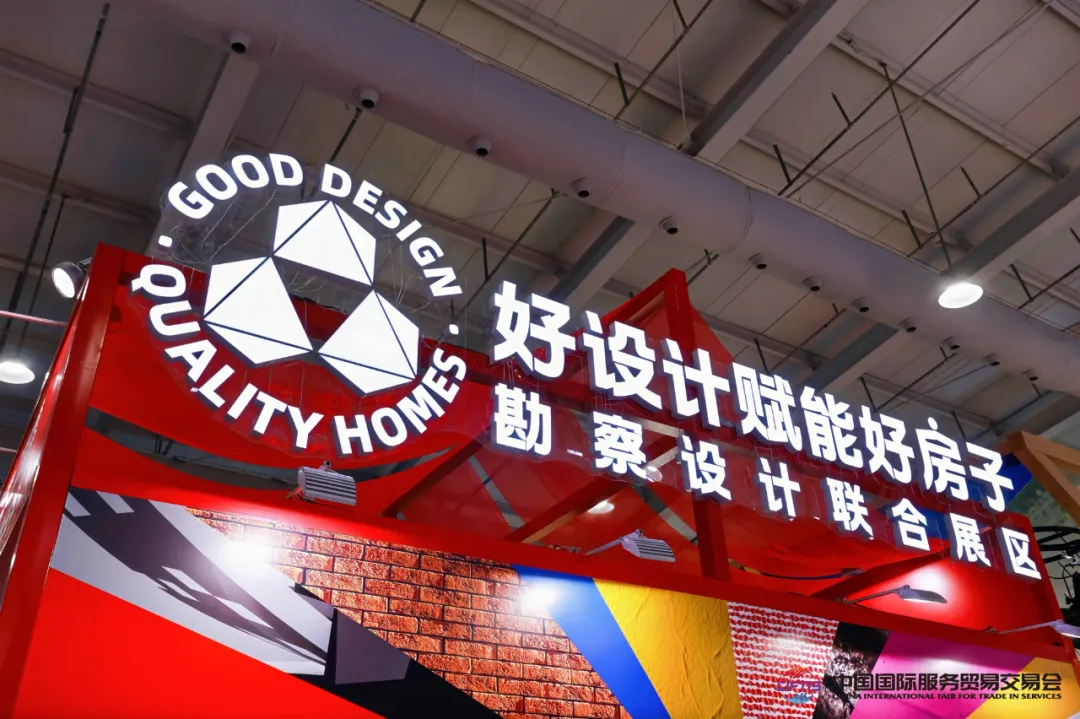 GOOD DESIGN
QUALITY HOMES
好设计赋能好房子
勘察设计联合展区
中国国际服务贸易交易会
CHINA INTERNATIONAL FAIR FOR TRADE IN SERVICES